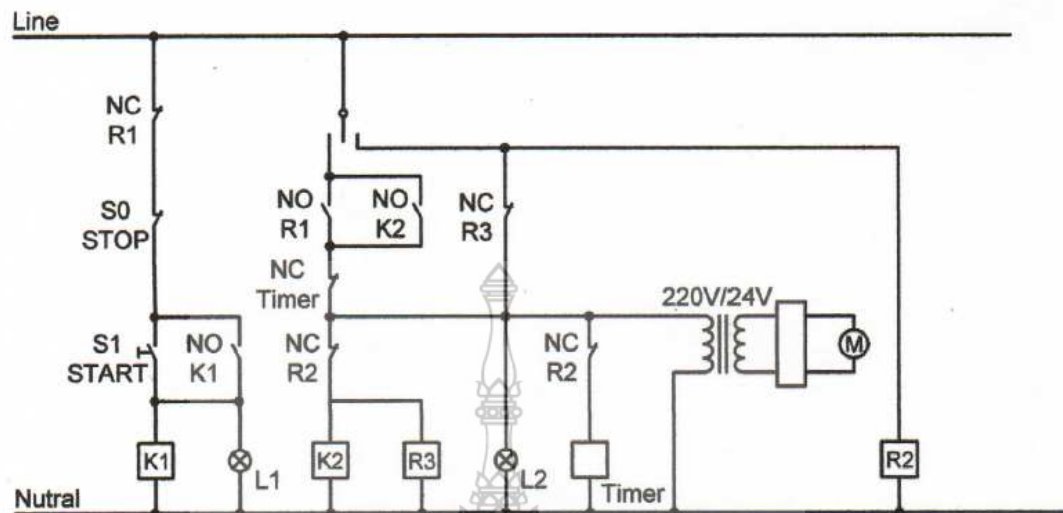 Line
NC
R1
S0
STOP
NO
R1
NO
K2
NC
R3
NC
Timer
220V/24V
S1
START
NO
K1
NC
R2
NC
R2
M
K1
L1
K2
R3
L2
Timer
R2
Nutral